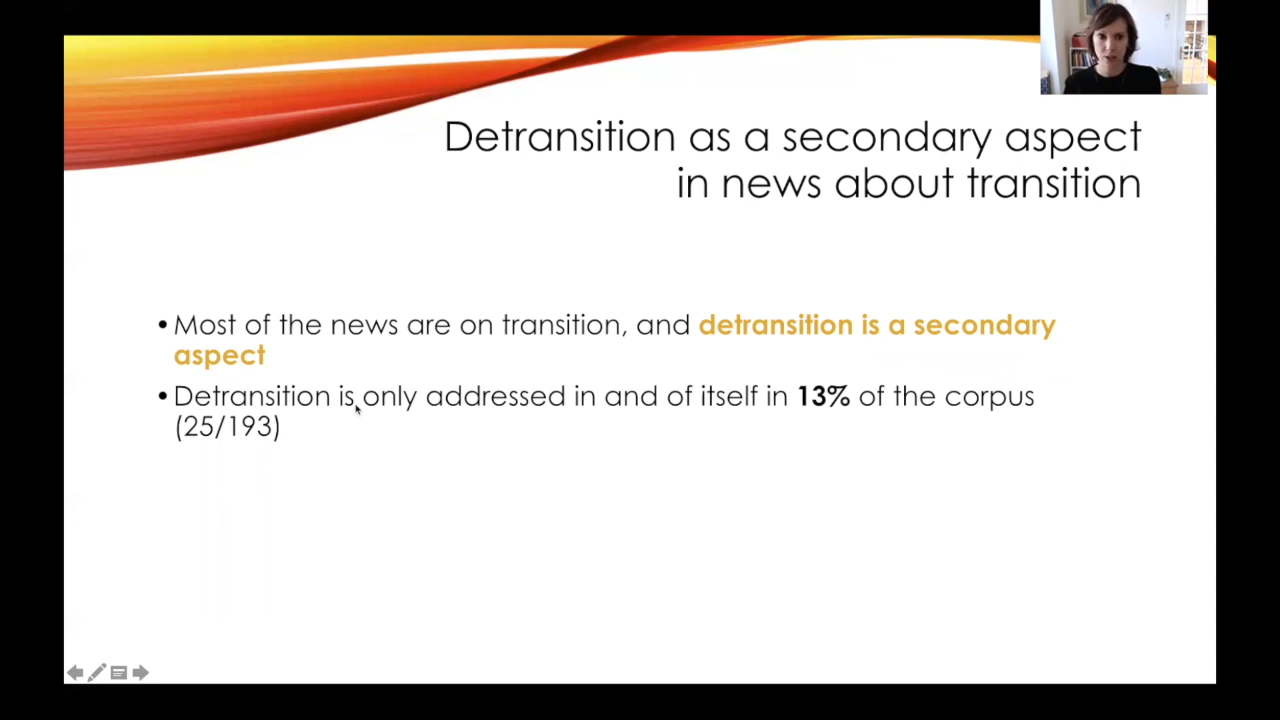 Detransition as a secondary aspect
in news about transition
• Most of the news are on transition, and detransition is a secondary
aspect
• Detransition is only addressed in and of itself in 13% of the corpus
(25/193)